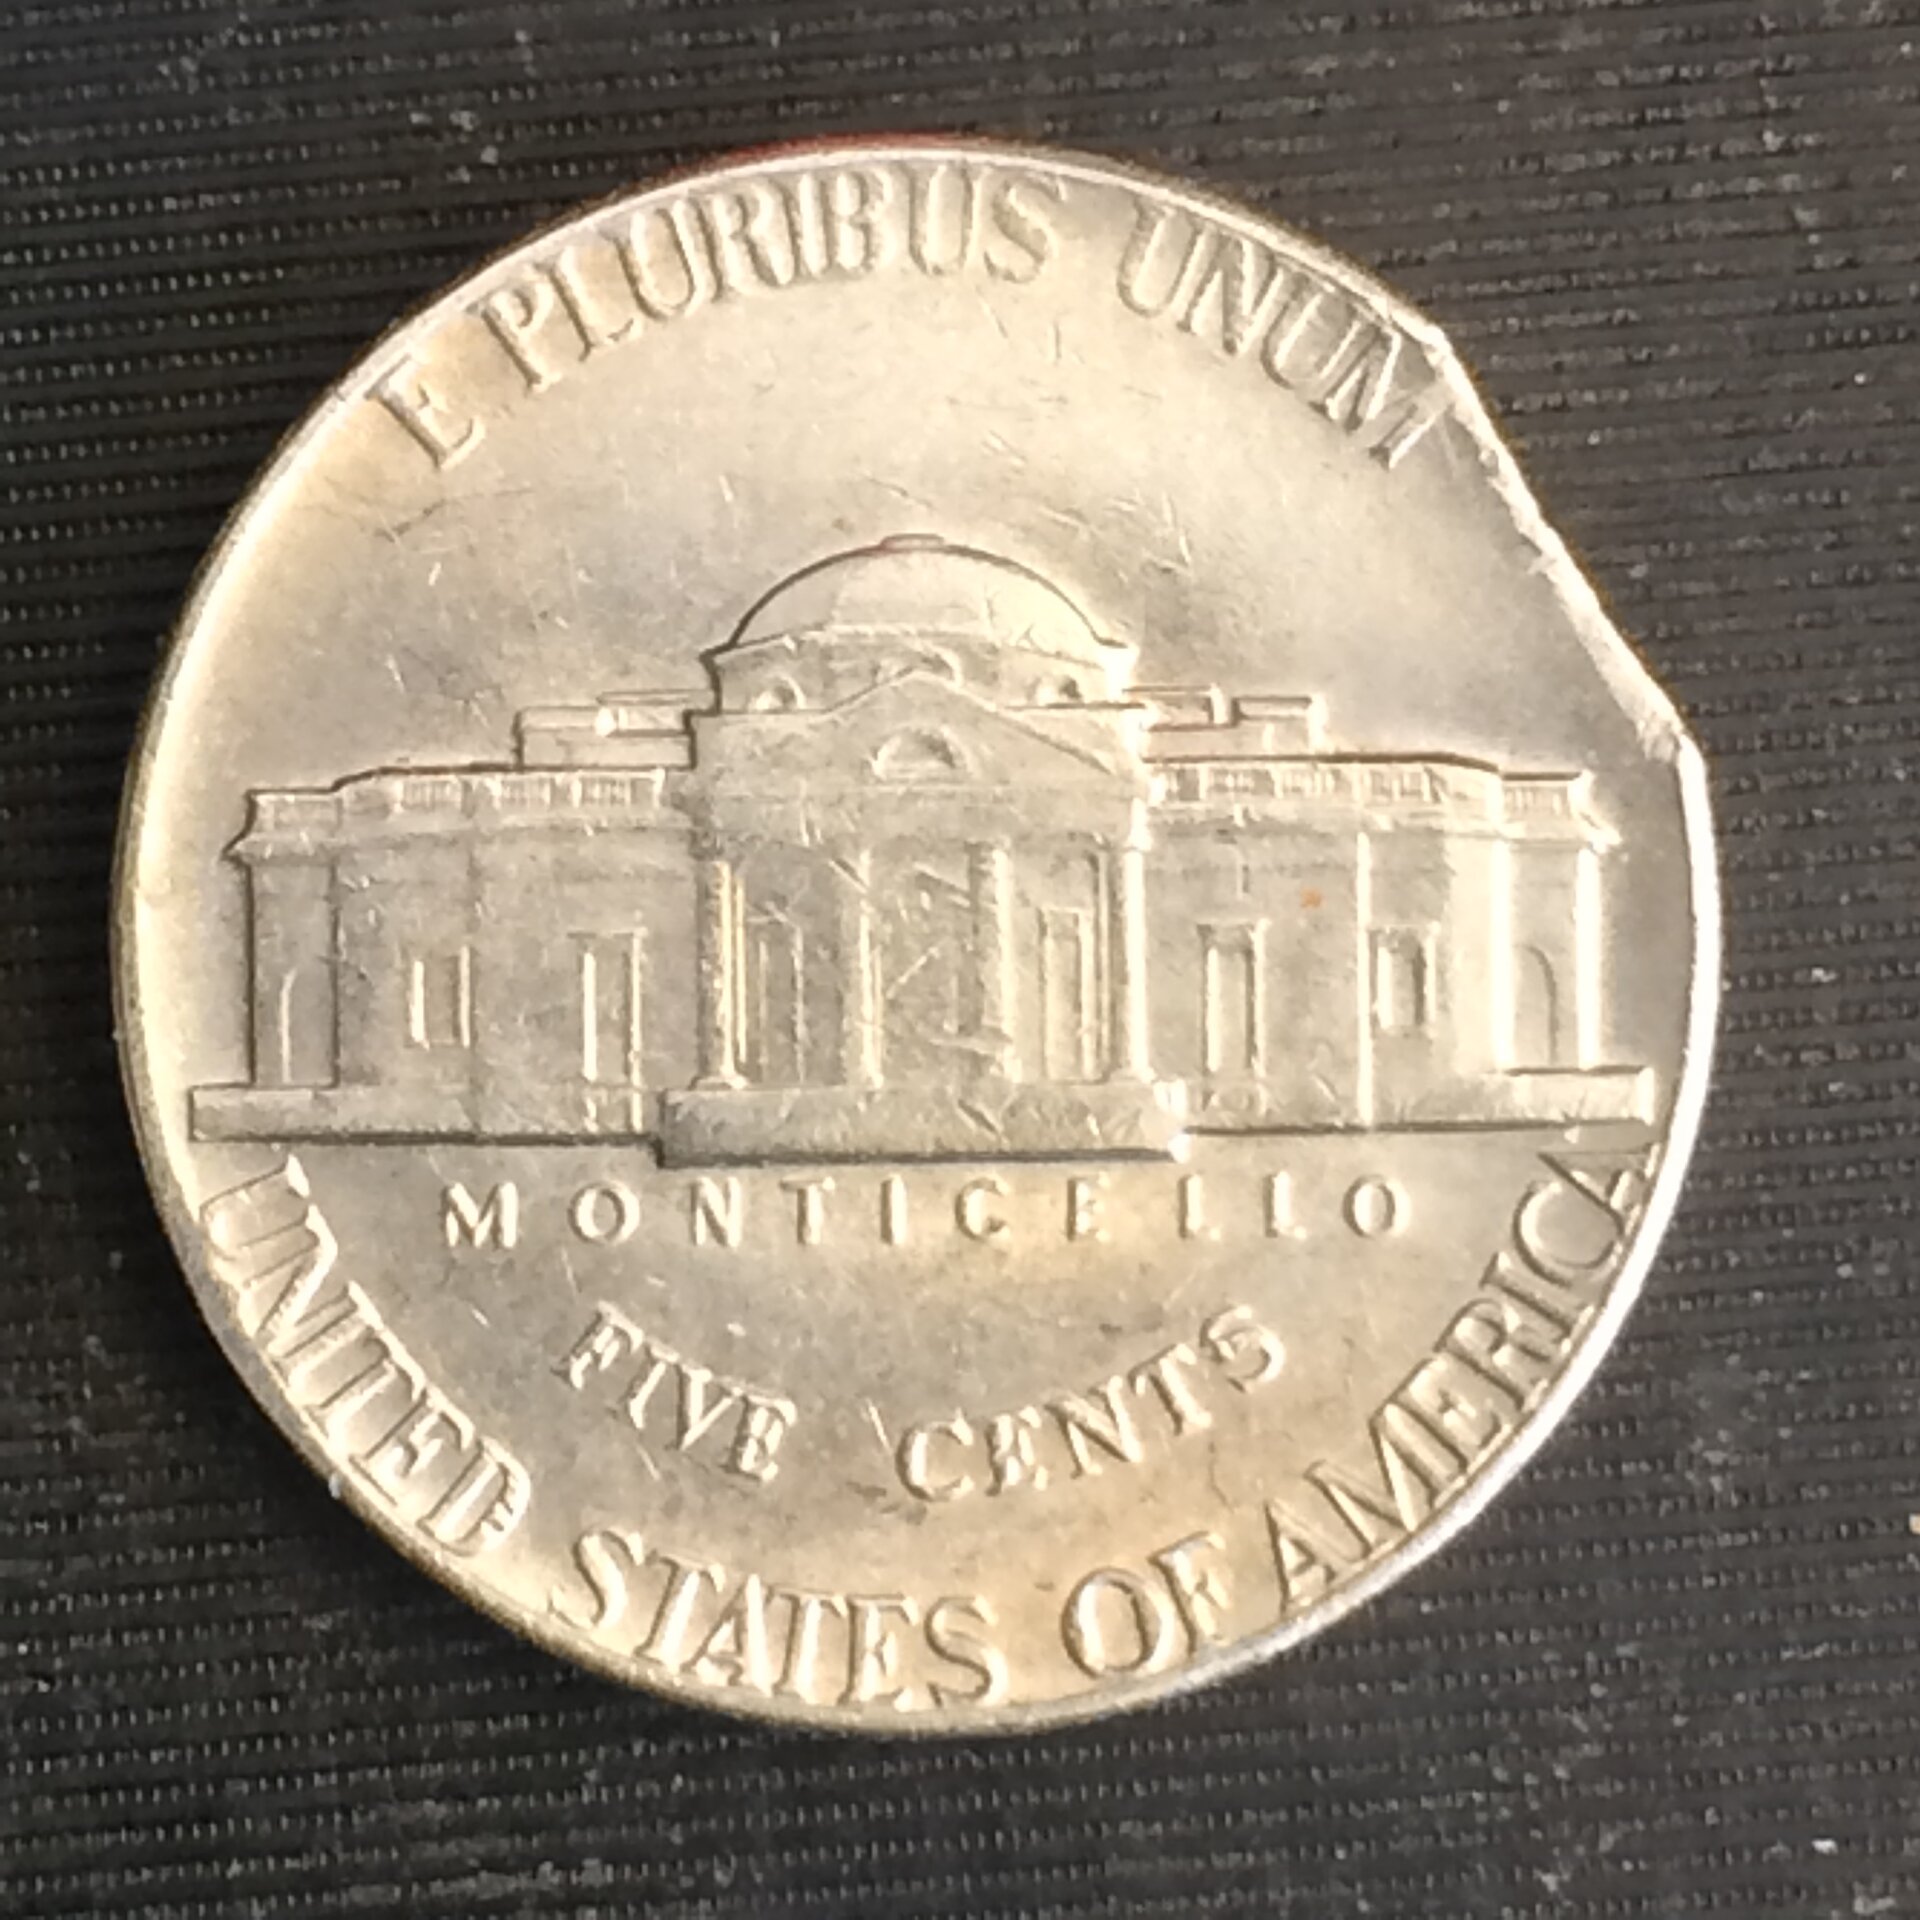 E PLURIBUS UNUM
MONTICELLO
FIVE CENTS
UNITED STATES OF AMERICA